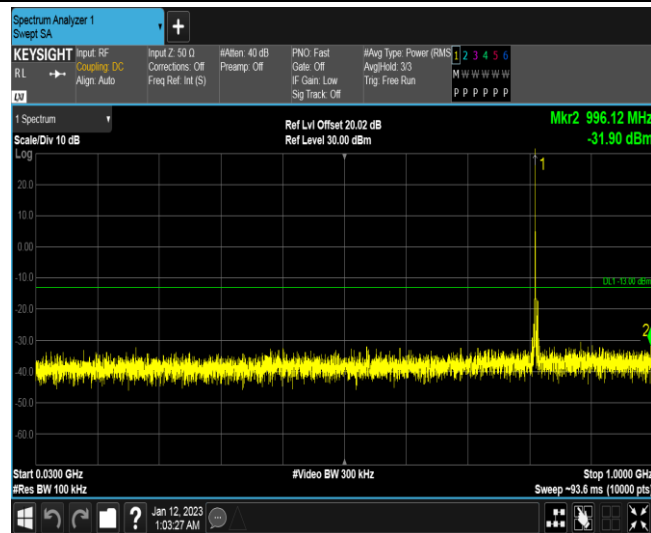 Spectrum Analyzer 1
Swept SA
+
KEYSIGHT
RL
LXI
Input: RF
Coupling: DC
Align: Auto
Input Z: 50 Ω
Corrections: Off
Freq Ref: Int (S)
#Atten: 40 dB
Preamp: Off
PNO: Fast
Gate: Off
IF Gain: Low
Sig Track: Off
#Avg Type: Power (RMS
Avg|Hold: 3/3
Trig: Free Run
1 2 3 4 5 6
M W W W W W
P P P P P P
1 Spectrum
Scale/Div 10 dB
Log
Ref Lvl Offset 20.02 dB
Ref Level 30.00 dBm
Mkr2 996.12 MHz
-31.90 dBm
1
20.0
10.0
0.00
-10.0
DL1 -13.00 dBm
-20.0
2
-30.0
-40.0
-50.0
-60.0
Start 0.0300 GHz
#Res BW 100 kHz
#Video BW 300 kHz
Stop 1.0000 GHz
Sweep ~93.6 ms (10000 pts)
?
Jan 12, 2023
1:03:27 AM